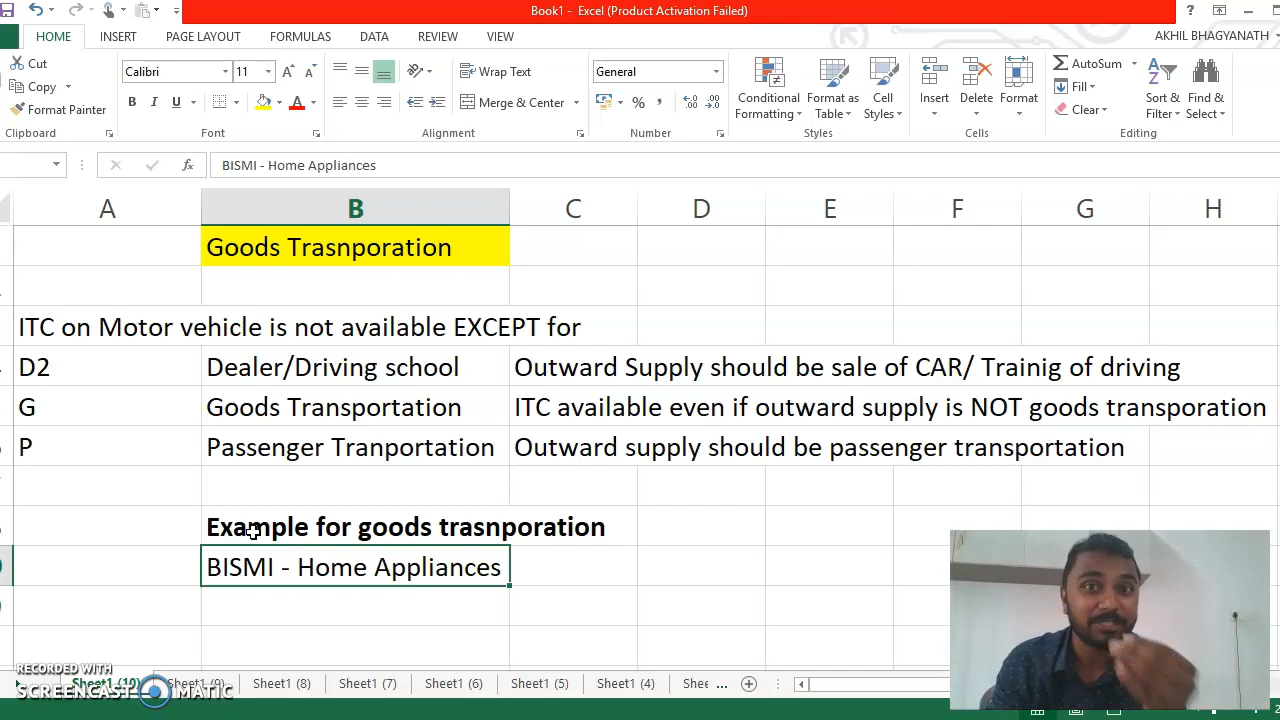 Book1 - Excel (Product Activation Failed)
HOME INSERT PAGE LAYOUT FORMULAS DATA REVIEW VIEW AKHIL BHAGYANATH
Cut
Copy
Format Painter
Clipboard
Calibri 11
B I U A
Font
Wrap Text
Merge & Center
Alignment
General
%
Number
Conditional Formatting
Format as Table
Cell Styles
Styles
Insert
Delete
Format
Cells
AutoSum
Fill
Clear
Sort & Filter
Find & Select
Editing
fx BISMI - Home Appliances
A B C D E F G H
Goods Trasnporation
ITC on Motor vehicle is not available EXCEPT for
D2 Dealer/Driving school Outward Supply should be sale of CAR/ Trainig of driving
G Goods Transportation ITC available even if outward supply is NOT goods transporation
P Passenger Tranportation Outward supply should be passenger transportation
Example for goods trasnporation
BISMI - Home Appliances
RECORDED WITH
SCREENCAST MATIC
Sheet1 (10) Sheet1 (9) Sheet1 (8) Sheet1 (7) Sheet1 (6) Sheet1 (5) Sheet1 (4) Shee ...